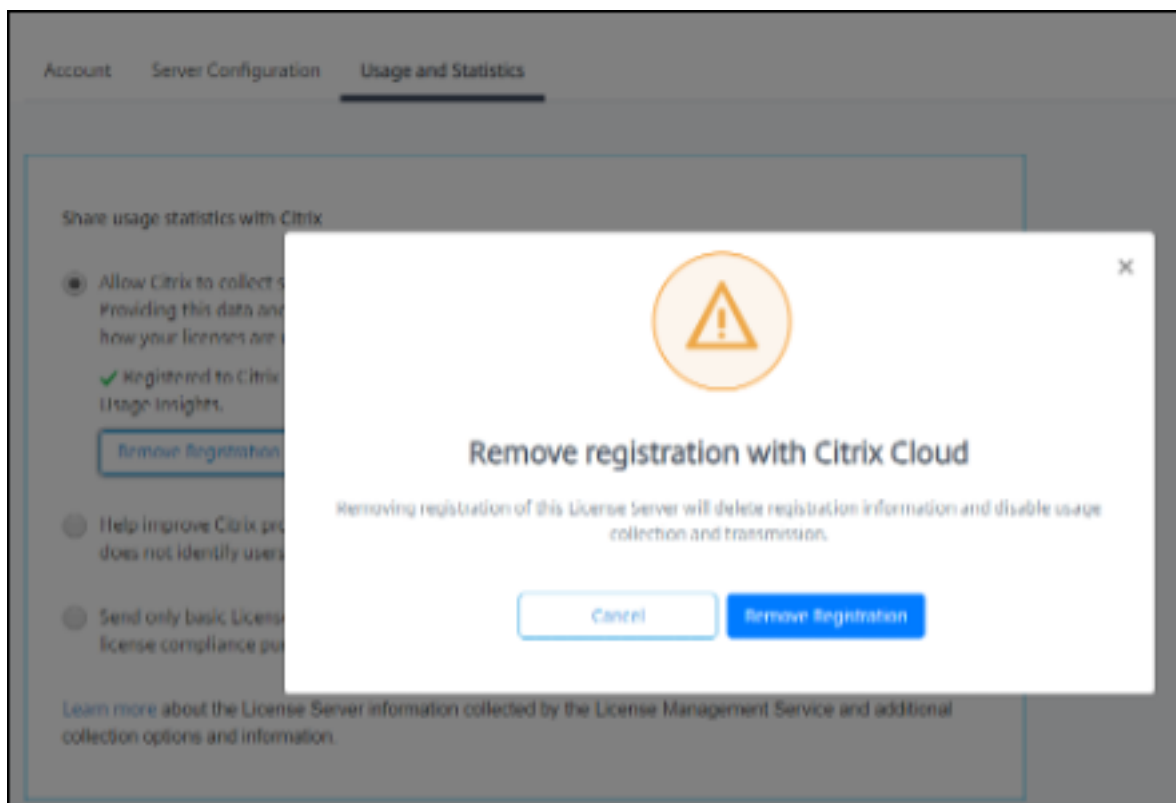 Account Server Configuration Usage and Statistics
Share usage statistics with Citrix
Allow Citrix to collect s
Providing this data and
how your licenses are
Registered to Citrix
Usage Insights.
Remove Registration
Help improve Citrix pro
does not identify users
Send only basic Licens
license compliance pu
Learn more about the License Server information collected by the License Management Service and additional
collection options and information.
×
Remove registration with Citrix Cloud
Removing registration of this License Server will delete registration information and disable usage
collection and transmission.
Cancel Remove Registration